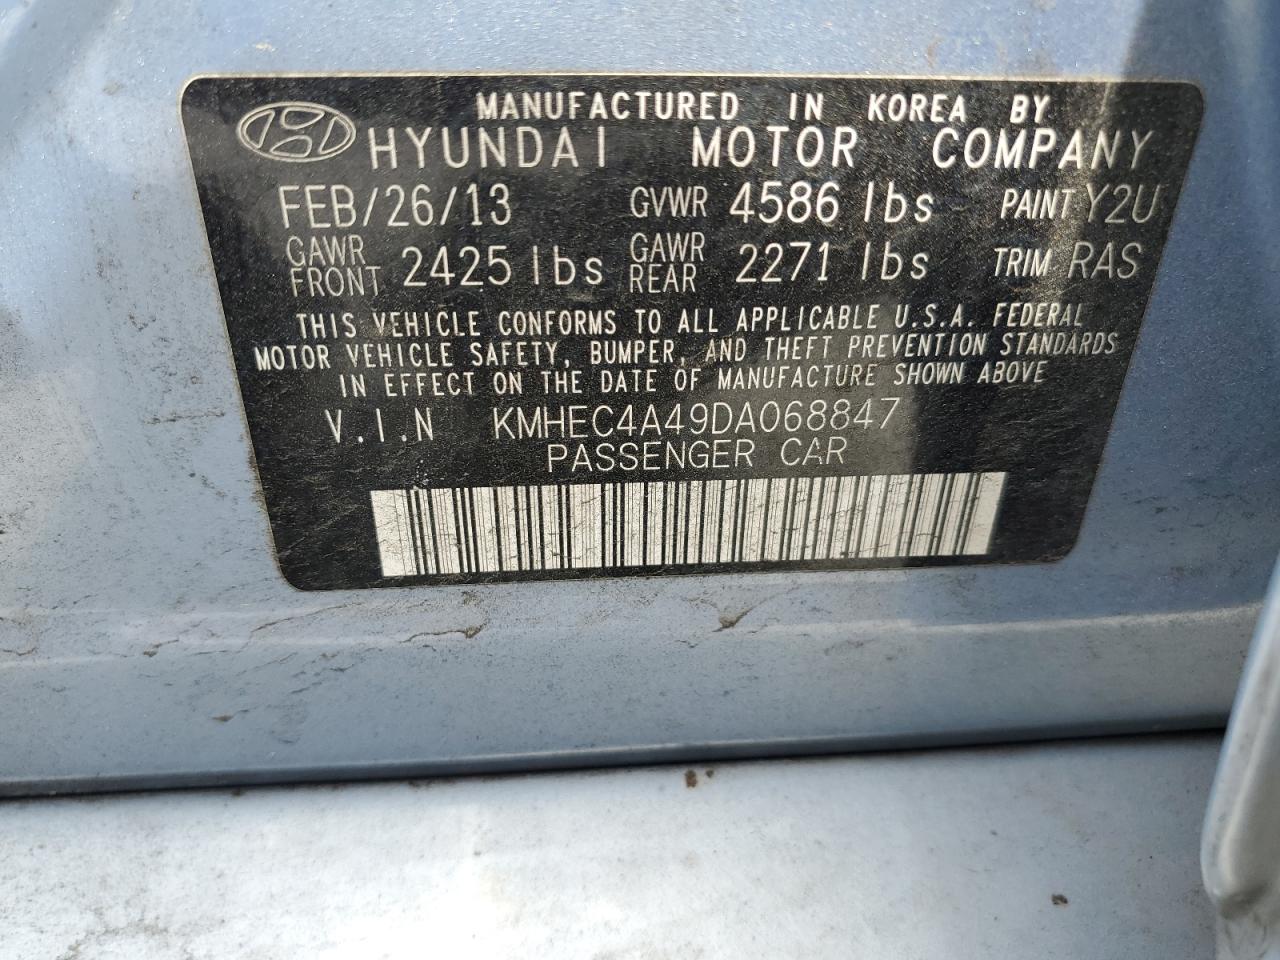 MANUFACTURED IN KOREA BY
HYUNDAI MOTOR COMPANY
FEB/26/13 GVWR 4586 lbs PAINT Y2U
GAWR FRONT 2425 lbs GAWR REAR 2271 lbs TRIM RAS
THIS VEHICLE CONFORMS TO ALL APPLICABLE U.S.A. FEDERAL
MOTOR VEHICLE SAFETY, BUMPER, AND THEFT PREVENTION STANDARDS
IN EFFECT ON THE DATE OF MANUFACTURE SHOWN ABOVE
V.I.N KMHEC4A49DA068847
PASSENGER CAR